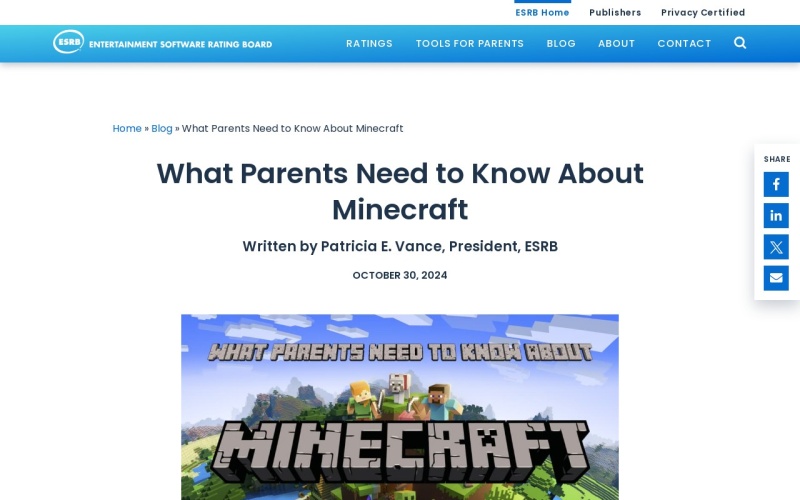 ESRB Home Publishers Privacy Certified
ESRB ENTERTAINMENT SOFTWARE RATING BOARD RATINGS TOOLS FOR PARENTS BLOG ABOUT CONTACT
Home » Blog » What Parents Need to Know About Minecraft
SHARE
What Parents Need to Know About
Minecraft
Written by Patricia E. Vance, President, ESRB
OCTOBER 30, 2024
WHAT PARENTS NEED TO KNOW ABOUT
MINECRAFT